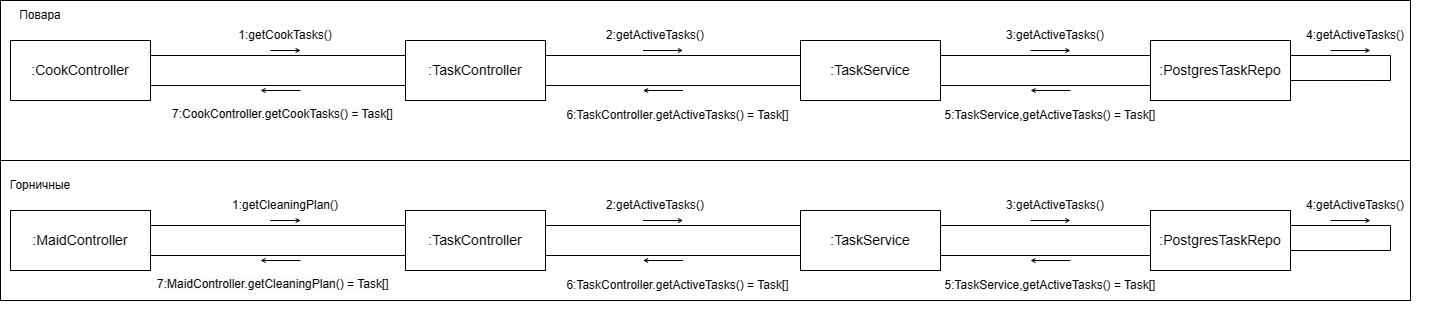 Повара
1:getCookTasks()
2:getActiveTasks()
3:getActiveTasks()
4:getActiveTasks()
:CookController
:TaskController
:TaskService
:PostgresTaskRepo
7:CookController.getCookTasks() = Task[]
6:TaskController.getActiveTasks() = Task[]
5:TaskService,getActiveTasks() = Task[]
Горничные
1:getCleaningPlan()
2:getActiveTasks()
3:getActiveTasks()
4:getActiveTasks()
:MaidController
:TaskController
:TaskService
:PostgresTaskRepo
7:MaidController.getCleaningPlan() = Task[]
6:TaskController.getActiveTasks() = Task[]
5:TaskService,getActiveTasks() = Task[]